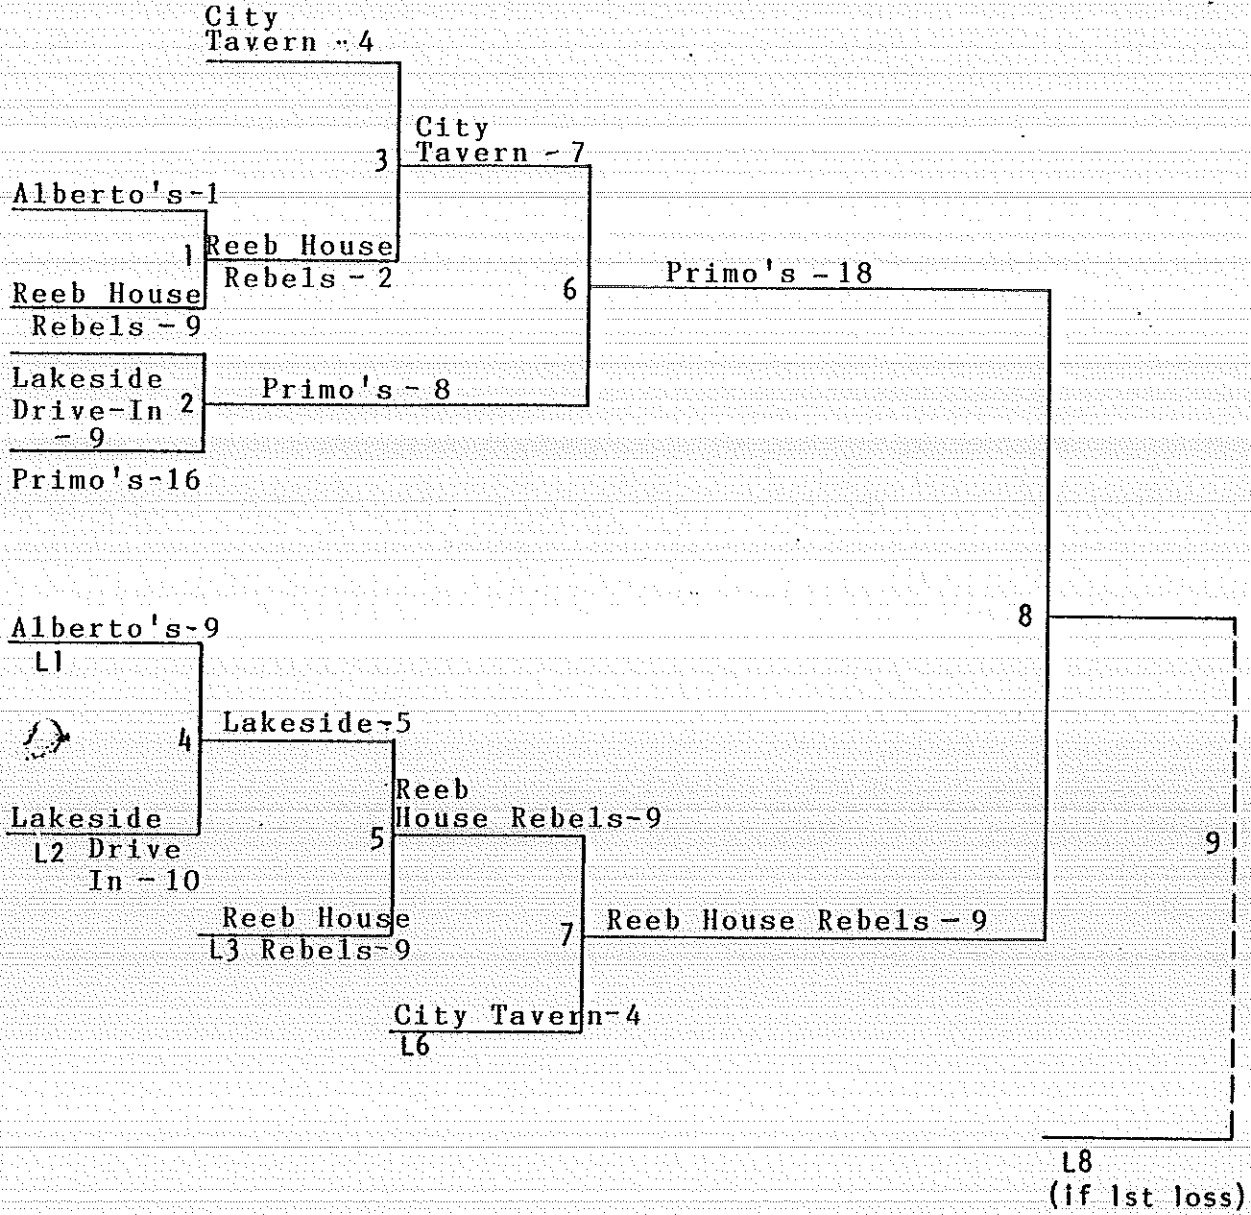 City
Tavern - 4
City
Tavern - 7
3
Alberto's-1
1
Reeb House
Rebels - 2
Reeb House
Rebels - 9
6
Primo's - 18
Lakeside
Drive-In
- 9
2
Primo's - 8
Primo's-16
8
Alberto's-9
L1
4
Lakeside-5
Lakeside
L2 Drive
In - 10
5
Reeb
House Rebels-9
9
Reeb House
L3 Rebels-9
7
Reeb House Rebels - 9
City Tavern-4
L6
L8
(if 1st loss)